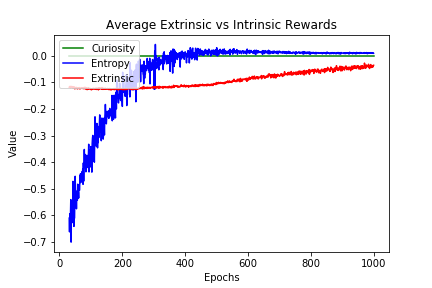 Average Extrinsic vs Intrinsic Rewards
Curiosity
Entropy
Extrinsic
Value
0.0
−0.1
−0.2
−0.3
−0.4
−0.5
−0.6
−0.7
0
200
400
600
800
1000
Epochs